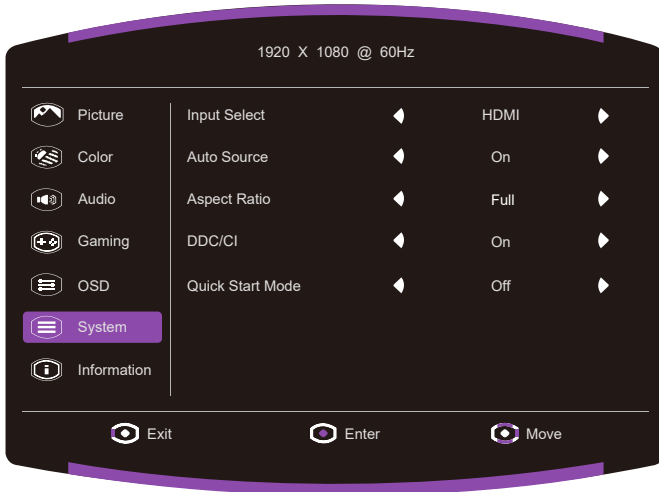 1920 X 1080 @ 60Hz
Picture Input Select HDMI
Color Auto Source On
Audio Aspect Ratio Full
Gaming DDC/CI On
OSD Quick Start Mode Off
System
Information
Exit Enter Move